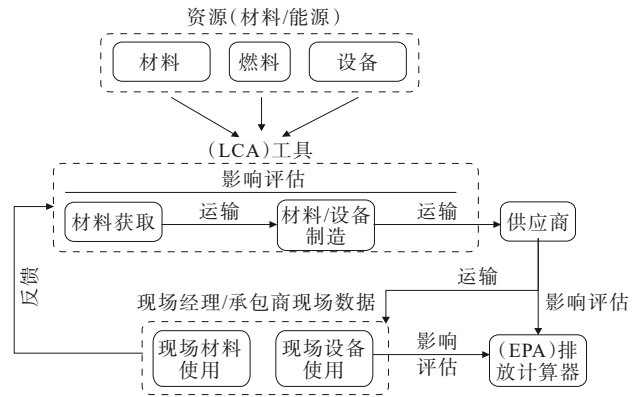 资源(材料/能源)
材料
燃料
设备
(LCA)工具
影响评估
材料获取
运输
材料/设备
制造
运输
供应商
运输
影响评估
反馈
现场经理/承包商现场数据
现场材料
使用
现场设备
使用
影响
评估
(EPA)排
放计算器